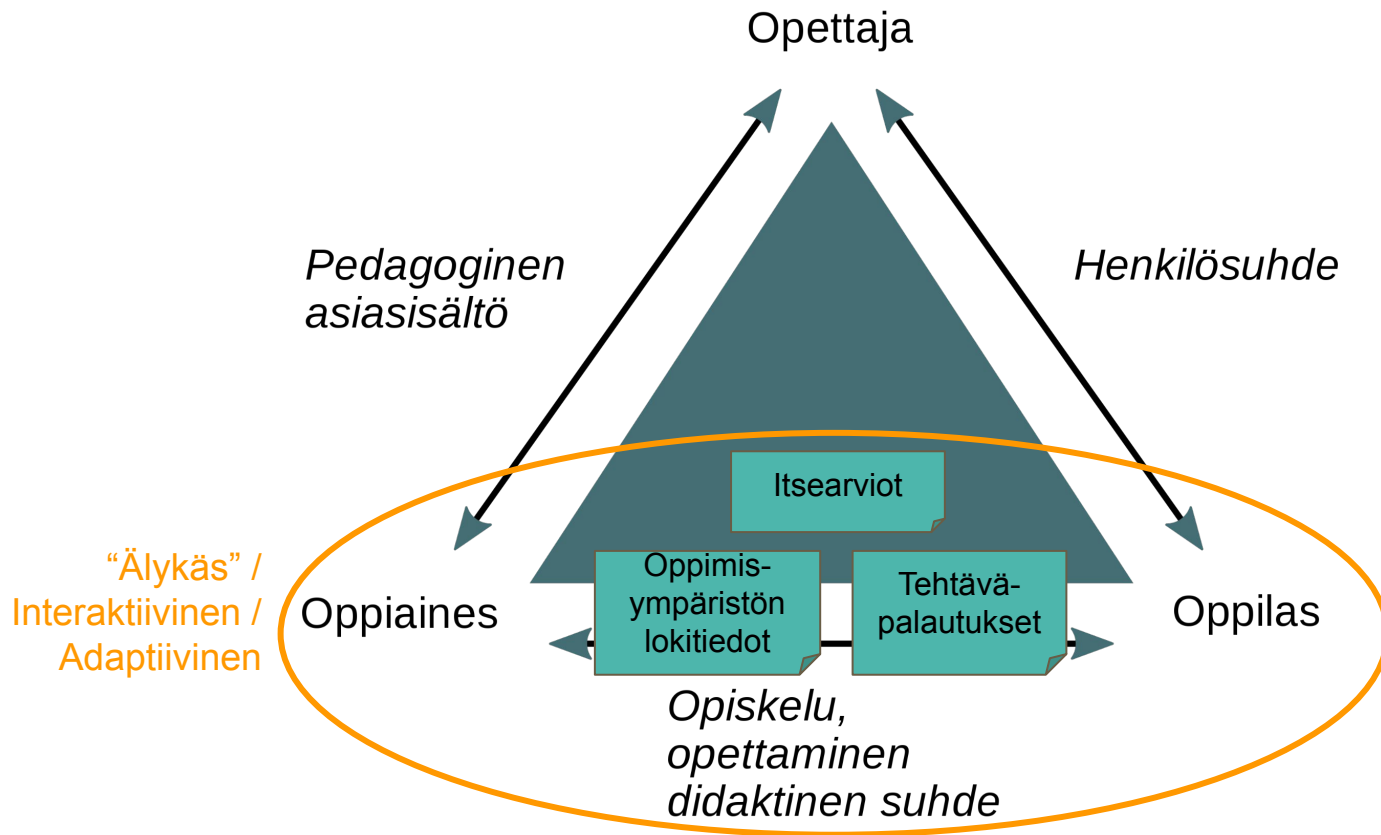 Opettaja
Pedagoginen
asiasisältö
Henkilösuhde
Itsearviot
“Älykäs” /
Interaktiivinen /
Adaptiivinen
Oppiaines
Oppimis-
ympäristön
lokitiedot
Tehtävä-
palautukset
Oppilas
Opiskelu,
opettaminen
didaktinen suhde